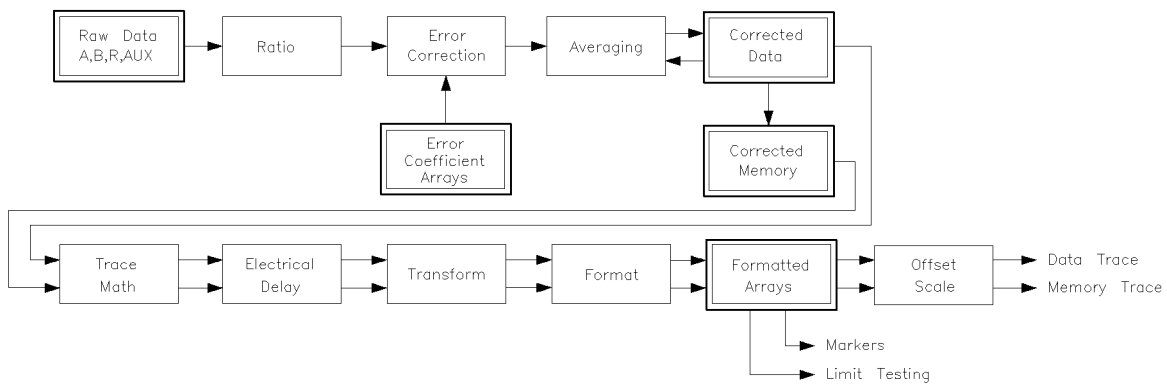 Raw Data
A,B,R,AUX
Ratio
Error
Correction
Averaging
Corrected
Data
Error
Coefficient
Arrays
Corrected
Memory
Trace
Math
Electrical
Delay
Transform
Format
Formatted
Arrays
Offset
Scale
Data Trace
Memory Trace
Markers
Limit Testing